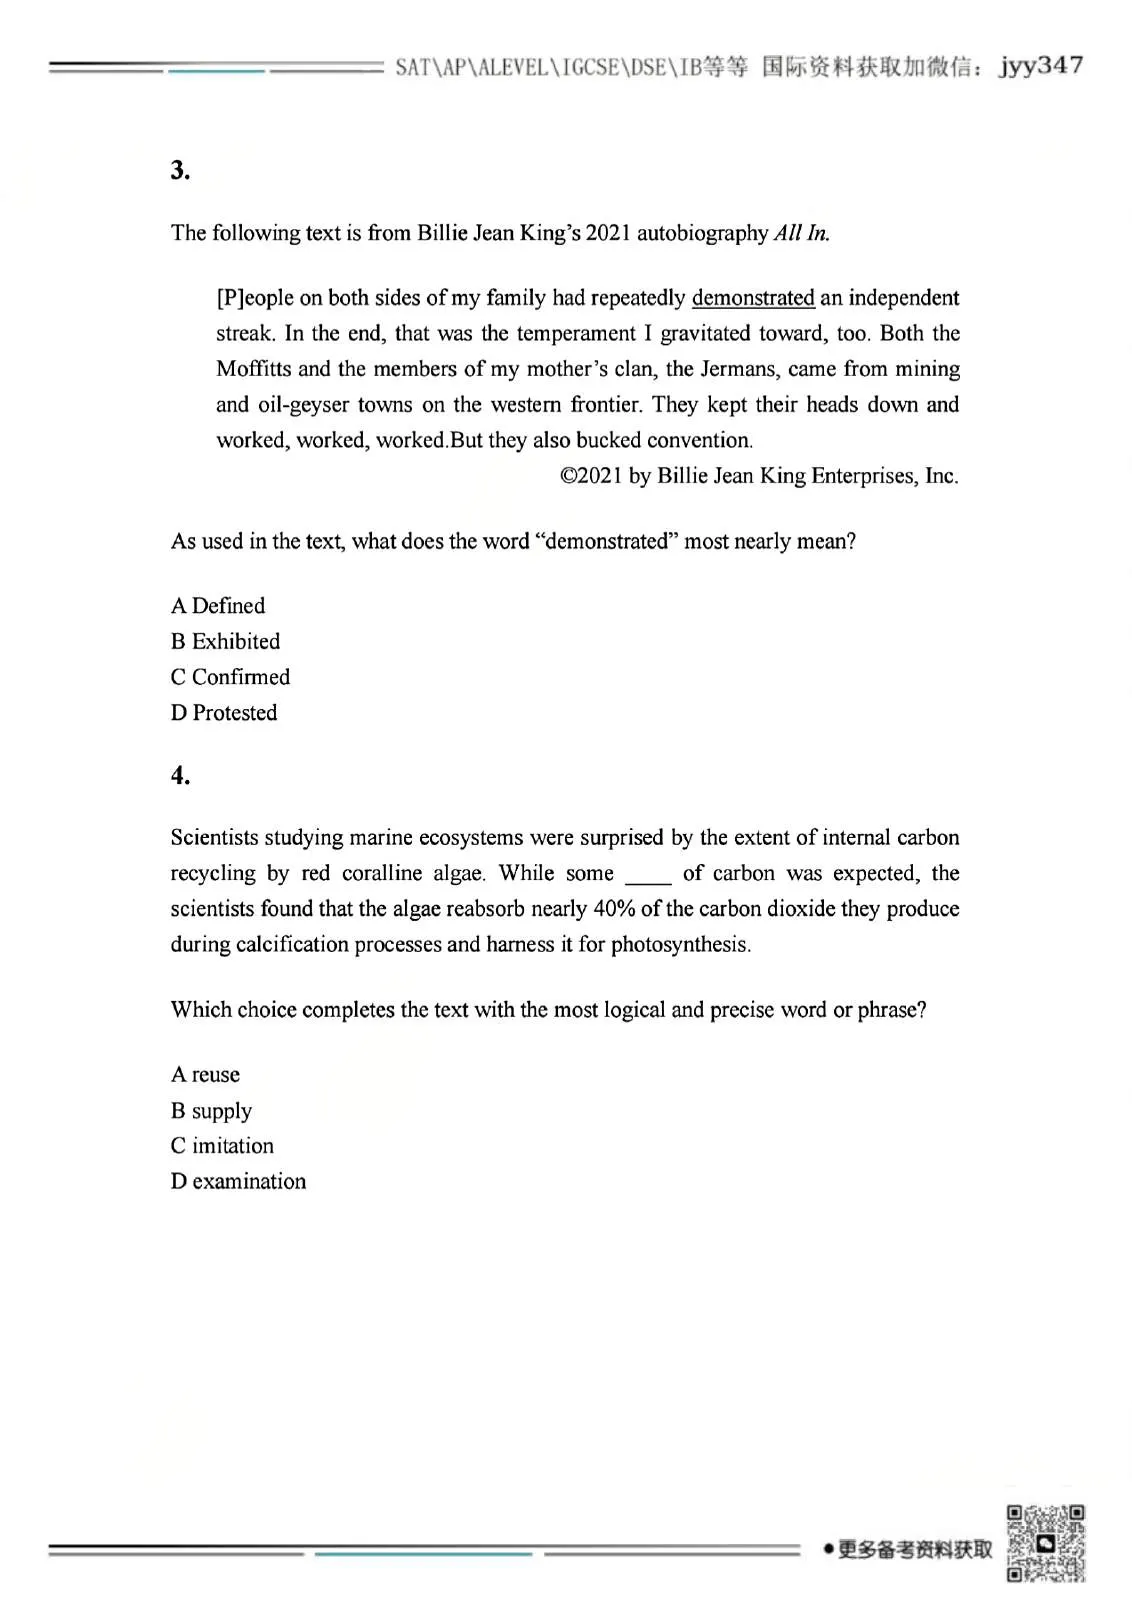 SAT\AP\ALEVEL\IGCSE\DSE\IB等等 国际资料获取加微信：jyy347
3.
The following text is from Billie Jean King’s 2021 autobiography All In.
[P]eople on both sides of my family had repeatedly demonstrated an independent
streak. In the end, that was the temperament I gravitated toward, too. Both the
Moffitts and the members of my mother’s clan, the Jermans, came from mining
and oil-geyser towns on the western frontier. They kept their heads down and
worked, worked, worked.But they also bucked convention.
©2021 by Billie Jean King Enterprises, Inc.
As used in the text, what does the word “demonstrated” most nearly mean?
A Defined
B Exhibited
C Confirmed
D Protested
4.
Scientists studying marine ecosystems were surprised by the extent of internal carbon
recycling by red coralline algae. While some ____ of carbon was expected, the
scientists found that the algae reabsorb nearly 40% of the carbon dioxide they produce
during calcification processes and harness it for photosynthesis.
Which choice completes the text with the most logical and precise word or phrase?
A reuse
B supply
C imitation
D examination
●更多备考资料获取